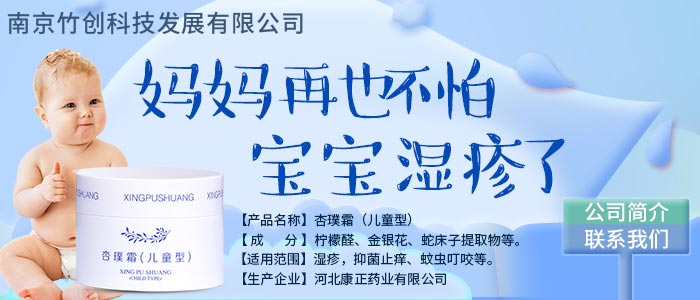 南京竹创科技发展有限公司
妈妈再也不怕
宝宝湿疹了
XINGPUSHUANG
杏璞霜(儿童型)
XING PU SHUANG
<CHILD TYPE>
【产品名称】杏璞霜（儿童型）
【成　分】柠檬醛、金银花、蛇床子提取物等。
【适用范围】湿疹，抑菌止痒、蚊虫叮咬等。
【生产企业】河北康正药业有限公司
公司简介
联系我们